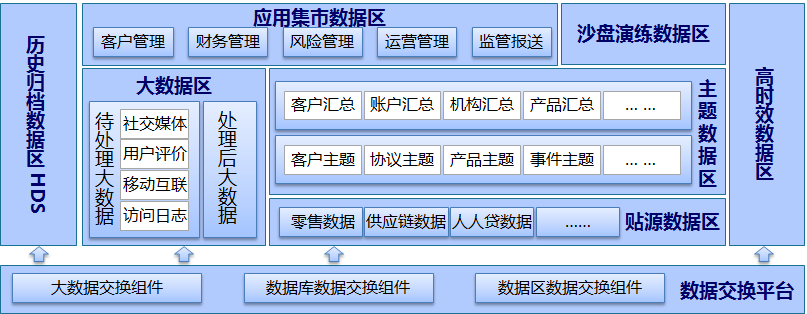 历史归档数据区 HDS
应用集市数据区
客户管理
财务管理
风险管理
运营管理
监管报送
沙盘演练数据区
高时效数据区
大数据区
待处理大数据
社交媒体
用户评价
移动互联
访问日志
处理后大数据
客户汇总
账户汇总
机构汇总
产品汇总
... ...
客户主题
协议主题
产品主题
事件主题
... ...
主题数据区
零售数据
供应链数据
人人贷数据
......
贴源数据区
大数据交换组件
数据库数据交换组件
数据区数据交换组件
数据交换平台